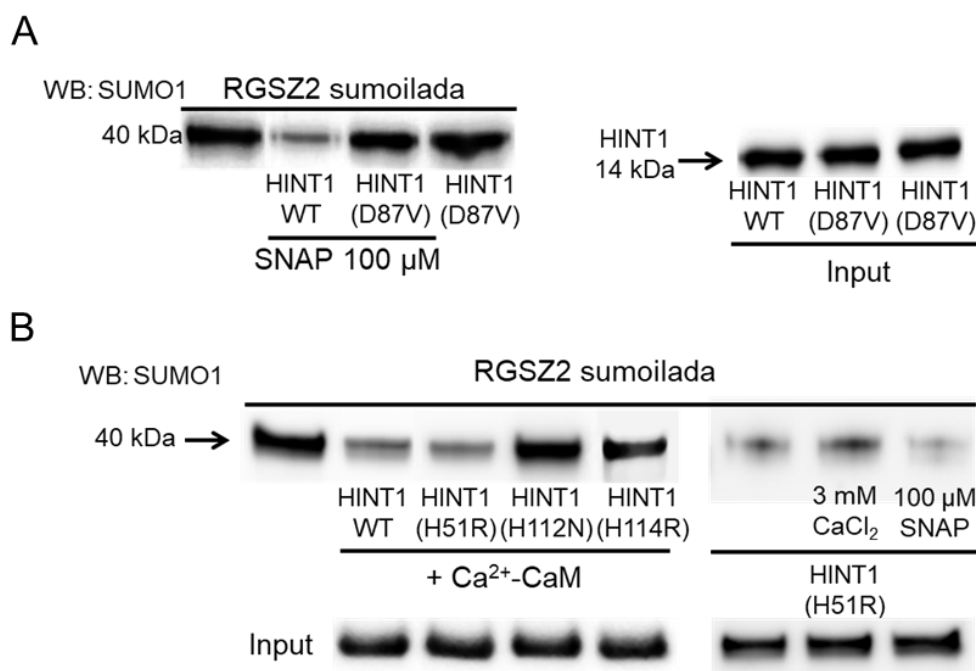 A
WB: SUMO1
RGSZ2 sumoilada
40 kDa
HINT1 HINT1 HINT1
WT (D87V) (D87V)
SNAP 100 µM
HINT1
14 kDa
HINT1 HINT1 HINT1
WT (D87V) (D87V)
Input
B
WB: SUMO1
RGSZ2 sumoilada
40 kDa
HINT1 HINT1 HINT1 HINT1
WT (H51R) (H112N) (H114R)
+ Ca²⁺-CaM
3 mM 100 µM
CaCl₂ SNAP
HINT1
(H51R)
Input